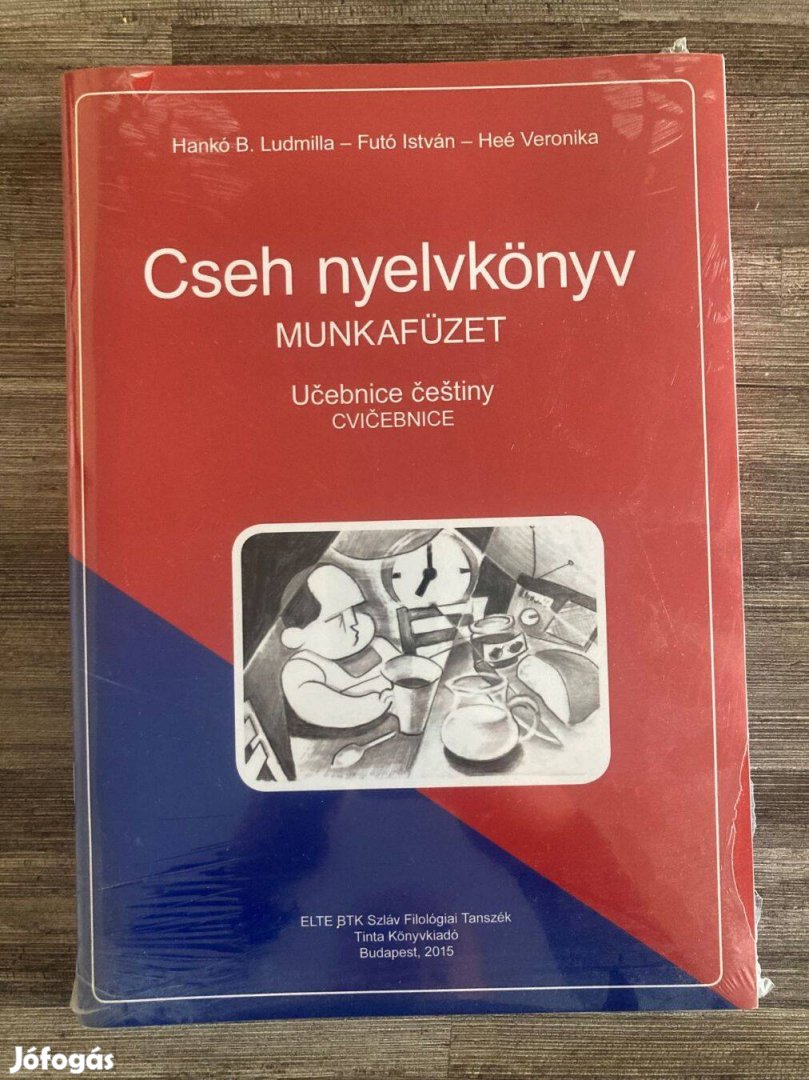 Hankó B. Ludmilla – Futó István – Heé Veronika
Cseh nyelvkönyv
MUNKAFÜZET
Učebnice češtiny
CVIČEBNICE
ELTE BTK Szláv Filológiai Tanszék
Tinta Könyvkiadó
Budapest, 2015
Jófogás